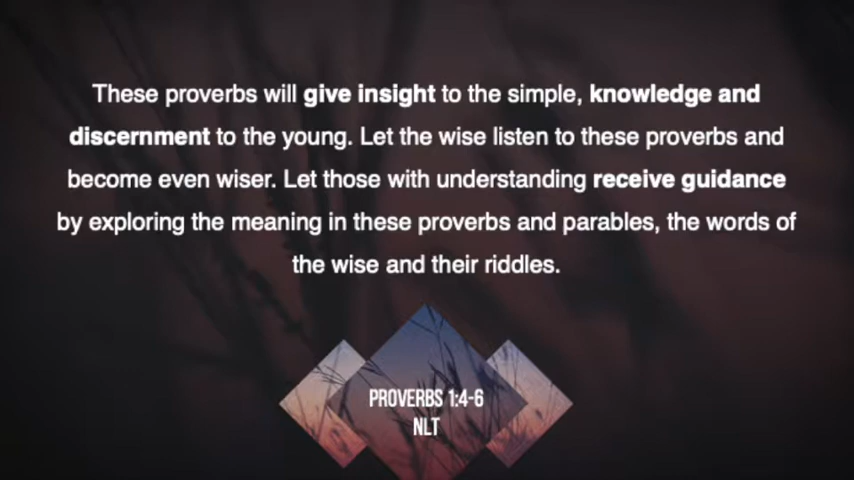 These proverbs will give insight to the simple, knowledge and
discernment to the young. Let the wise listen to these proverbs and
become even wiser. Let those with understanding receive guidance
by exploring the meaning in these proverbs and parables, the words of
the wise and their riddles.
PROVERBS 1:4-6
NLT